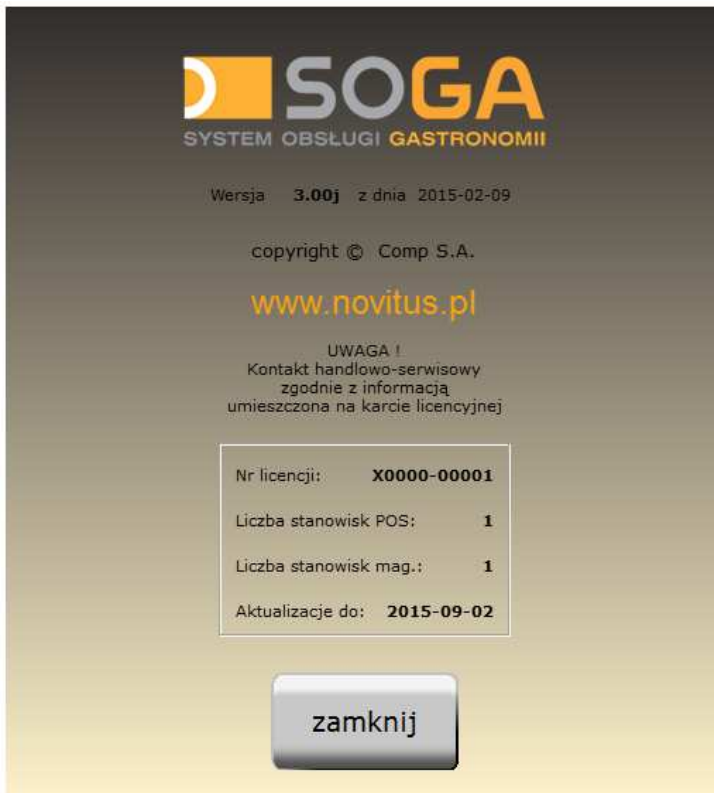 SOGA
SYSTEM OBSŁUGI GASTRONOMII
Wersja 3.00j z dnia 2015-02-09
copyright © Comp S.A.
www.novitus.pl
UWAGA !
Kontakt handlowo-serwisowy
zgodnie z informacją
umieszczona na karcie licencyjnej
Nr licencji: X0000-00001
Liczba stanowisk POS: 1
Liczba stanowisk mag.: 1
Aktualizacje do: 2015-09-02
zamknij